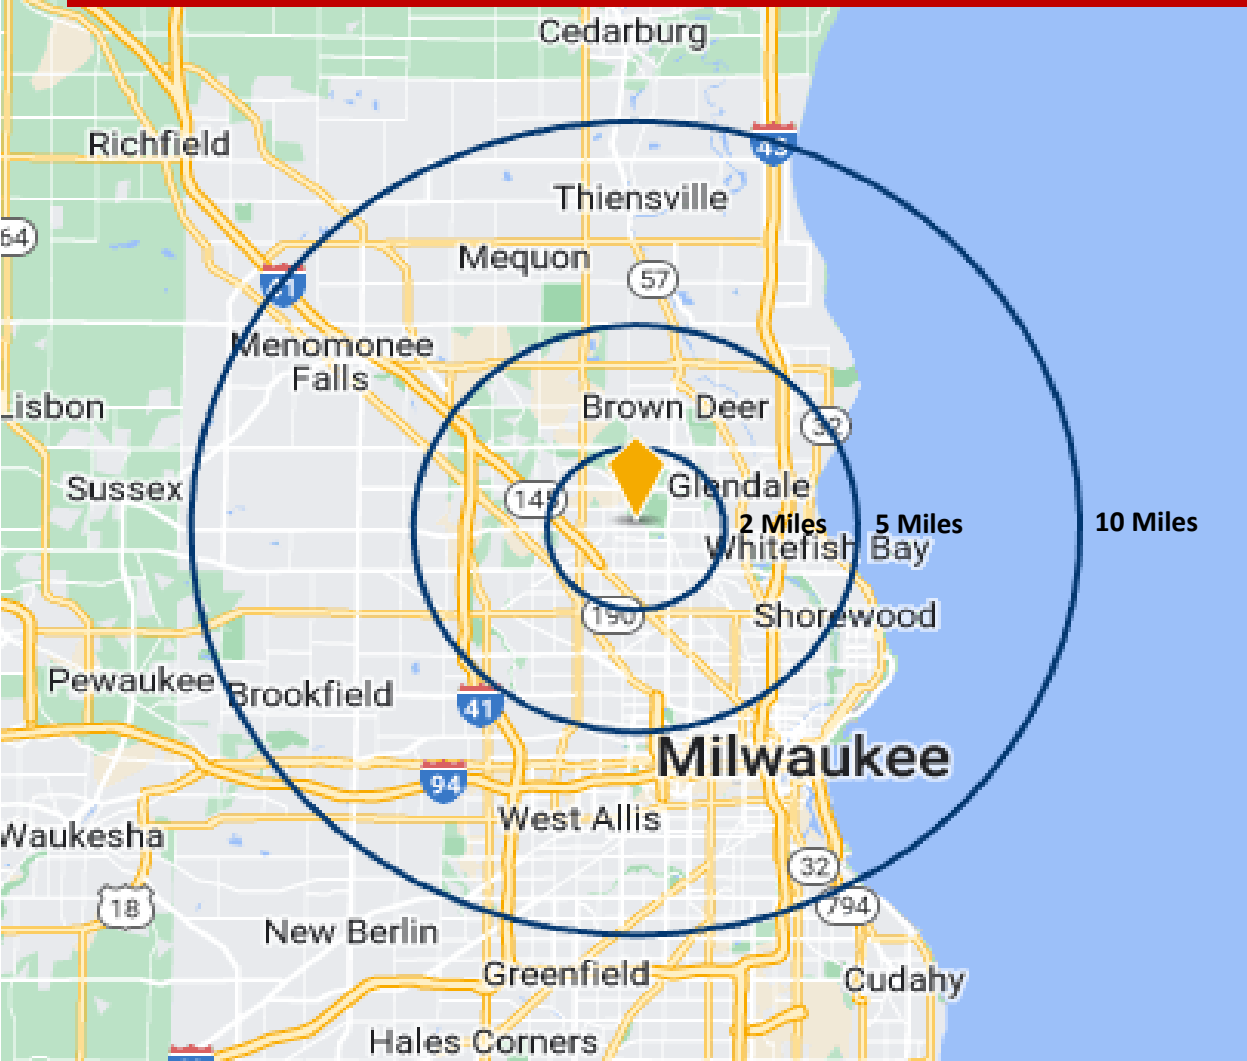 Cedarburg
43
Richfield
Thiensville
64
Mequon
57
41
Menomonee
Falls
Lisbon
Brown Deer
32
Sussex
Glendale
145
2 Miles
5 Miles
10 Miles
Whitefish Bay
190
Shorewood
Pewaukee
Brookfield
41
Milwaukee
94
West Allis
Waukesha
32
18
794
New Berlin
Greenfield
Cudahy
Hales Corners